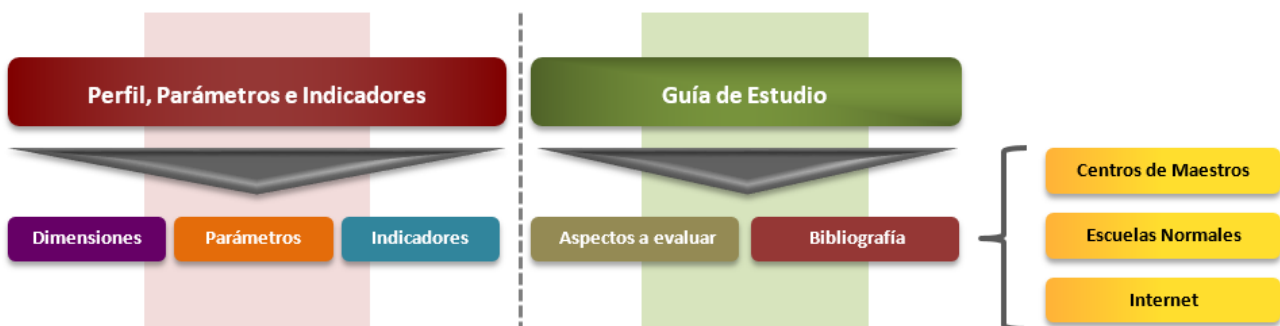 Perfil, Parámetros e Indicadores
Guía de Estudio
Dimensiones
Parámetros
Indicadores
Aspectos a evaluar
Bibliografía
Centros de Maestros
Escuelas Normales
Internet